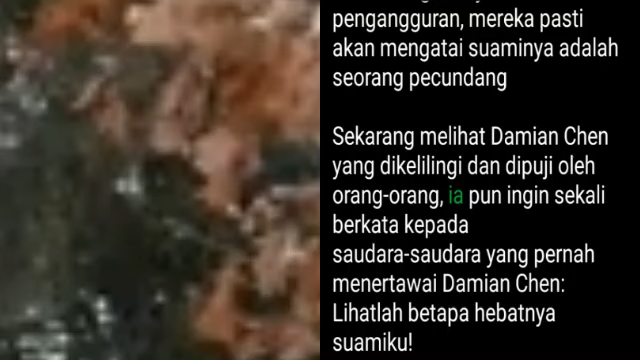 pengangguran, mereka pasti
akan mengatai suaminya adalah
seorang pecundang
Sekarang melihat Damian Chen
yang dikelilingi dan dipuji oleh
orang-orang, ia pun ingin sekali
berkata kepada
saudara-saudara yang pernah
menertawai Damian Chen:
Lihatlah betapa hebatnya
suamiku!